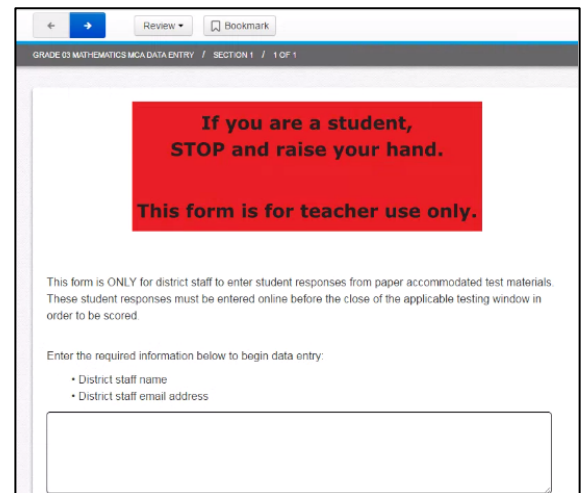 Review Bookmark
GRADE 03 MATHEMATICS MCA DATA ENTRY / SECTION 1 / 1 OF 1
If you are a student,
STOP and raise your hand.
This form is for teacher use only.
This form is ONLY for district staff to enter student responses from paper accommodated test materials.
These student responses must be entered online before the close of the applicable testing window in
order to be scored.
Enter the required information below to begin data entry:
• District staff name
• District staff email address